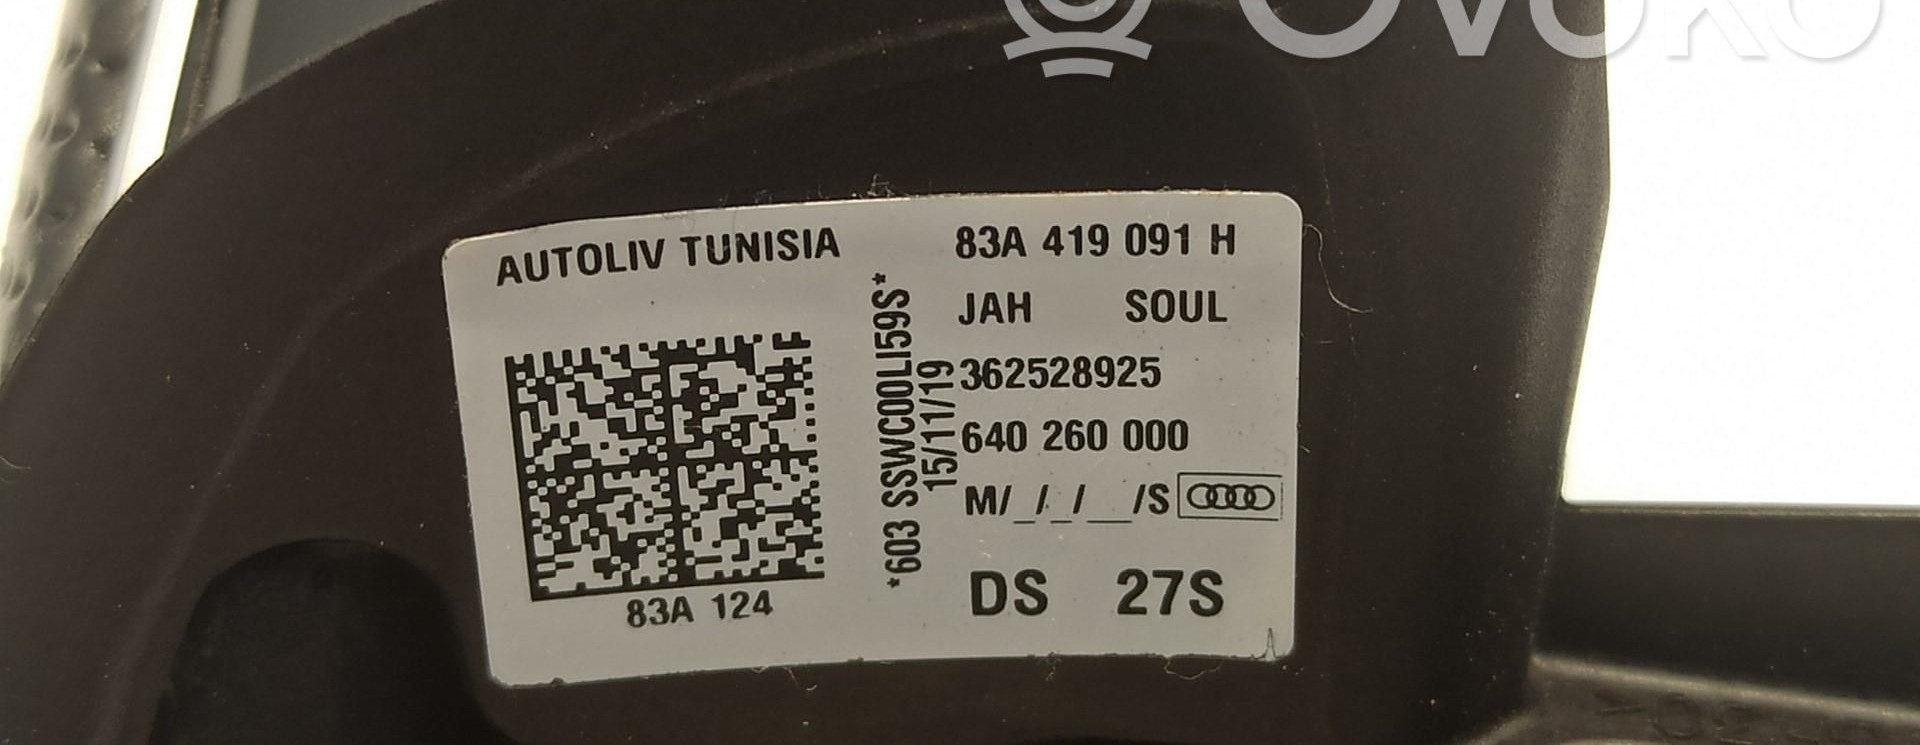 OVOKO
AUTOLIV TUNISIA
83A 124
*603 SSWC00LI59S*
15/11/19
83A 419 091 H
JAH SOUL
362528925
640 260 000
M/_/_/__/S
DS 27S